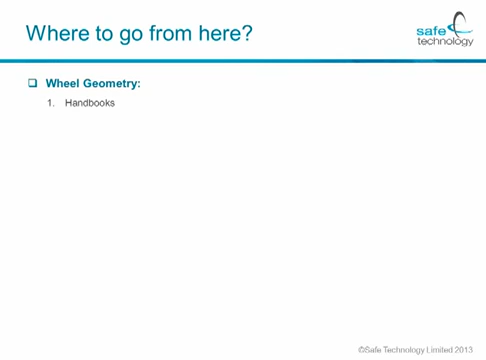 Where to go from here?
safe
technology
❑ Wheel Geometry:
1. Handbooks
©Safe Technology Limited 2013